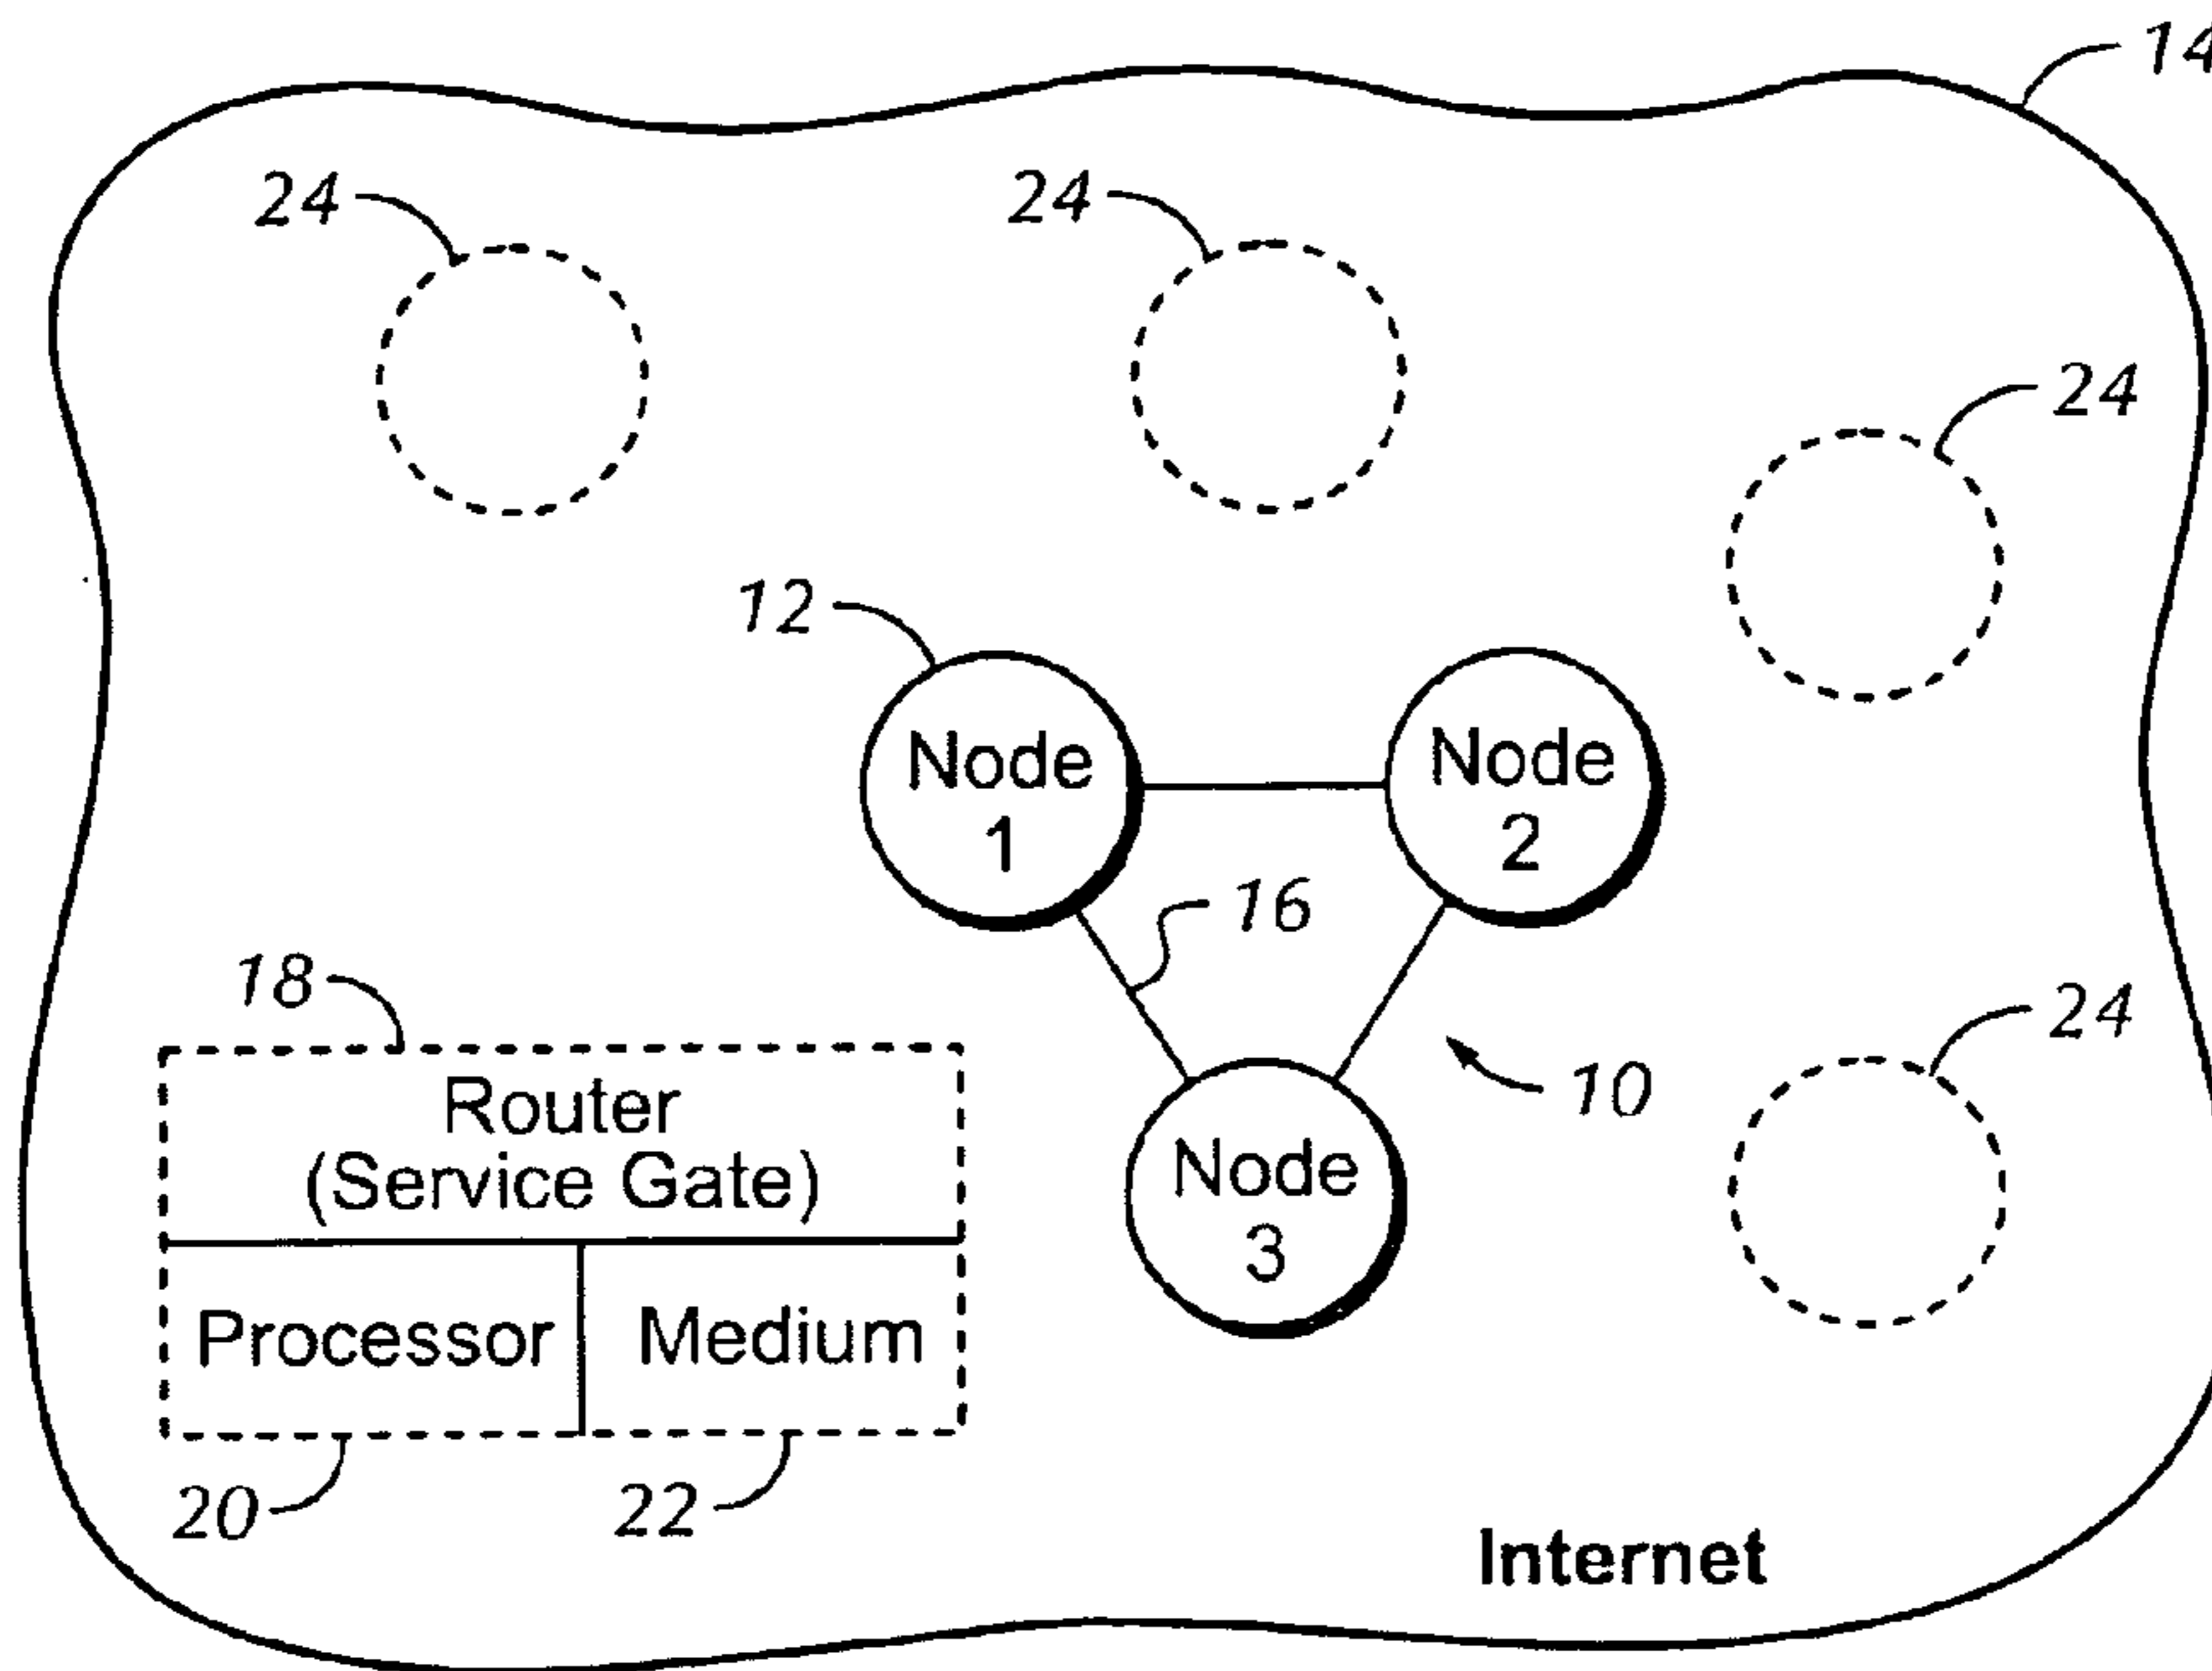 14
24
24
24
12
Node
1
Node
2
16
18
24
Router
(Service Gate)
10
Node
3
Processor
Medium
20
22
Internet